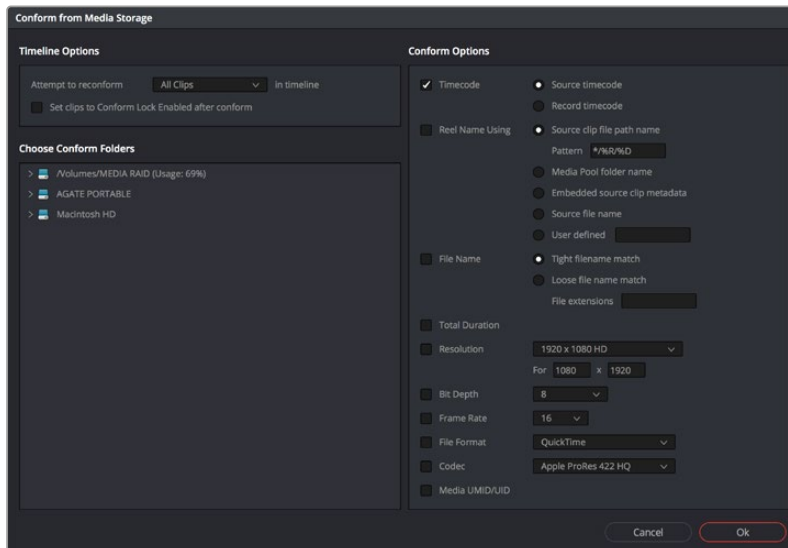 Conform from Media Storage
Timeline Options
Attempt to reconform All Clips in timeline
Set clips to Conform Lock Enabled after conform
Choose Conform Folders
/Volumes/MEDIA RAID (Usage: 69%)
AGATE PORTABLE
Macintosh HD
Conform Options
Timecode Source timecode
Record timecode
Reel Name Using Source clip file path name
Pattern */%R/%D
Media Pool folder name
Embedded source clip metadata
Source file name
User defined
File Name Tight filename match
Loose file name match
File extensions
Total Duration
Resolution 1920 x 1080 HD
For 1080 x 1920
Bit Depth 8
Frame Rate 16
File Format QuickTime
Codec Apple ProRes 422 HQ
Media UMID/UID
Cancel Ok